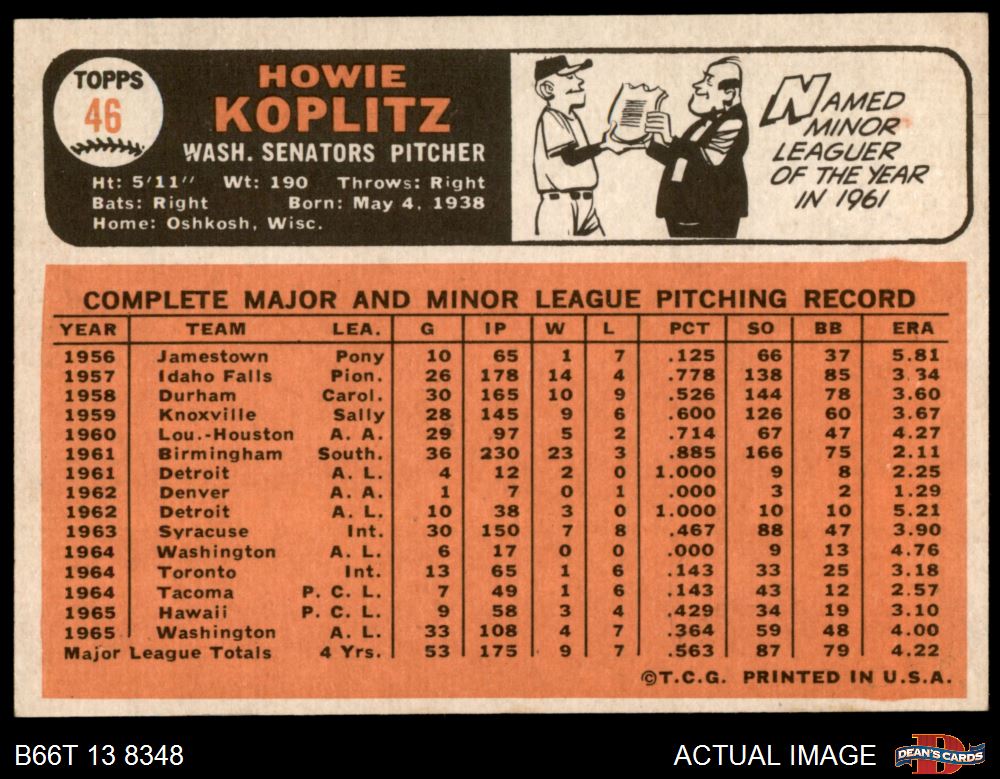 TOPPS
46
HOWIE
KOPLITZ
WASH. SENATORS PITCHER
Ht: 5'11" Wt: 190 Throws: Right
Bats: Right Born: May 4, 1938
Home: Oshkosh, Wisc.
NAMED
MINOR
LEAGUER
OF THE YEAR
IN 1961
COMPLETE MAJOR AND MINOR LEAGUE PITCHING RECORD
YEAR TEAM LEA. G IP W L PCT SO BB ERA
1956 Jamestown Pony 10 65 1 7 .125 66 37 5.81
1957 Idaho Falls Pion. 26 178 14 4 .778 138 85 3.34
1958 Durham Carol. 30 165 10 9 .526 144 78 3.60
1959 Knoxville Sally 28 145 9 6 .600 126 60 3.67
1960 Lou.-Houston A. A. 29 97 5 2 .714 67 47 4.27
1961 Birmingham South. 36 230 23 3 .885 166 75 2.11
1961 Detroit A. L. 4 12 2 0 1.000 9 8 2.25
1962 Denver A. A. 1 7 0 1 .000 3 2 1.29
1962 Detroit A. L. 10 38 3 0 1.000 10 10 5.21
1963 Syracuse Int. 30 150 7 8 .467 88 47 3.90
1964 Washington A. L. 6 17 0 0 .000 9 13 4.76
1964 Toronto Int. 13 65 1 6 .143 33 25 3.18
1964 Tacoma P. C. L. 7 49 1 6 .143 43 12 2.57
1965 Hawaii P. C. L. 9 58 3 4 .429 34 19 3.10
1965 Washington A. L. 33 108 4 7 .364 59 48 4.00
Major League Totals 4 Yrs. 53 175 9 7 .563 87 79 4.22
©T.C.G. PRINTED IN U.S.A.
B66T 13 8348
ACTUAL IMAGE
DEAN'S CARDS